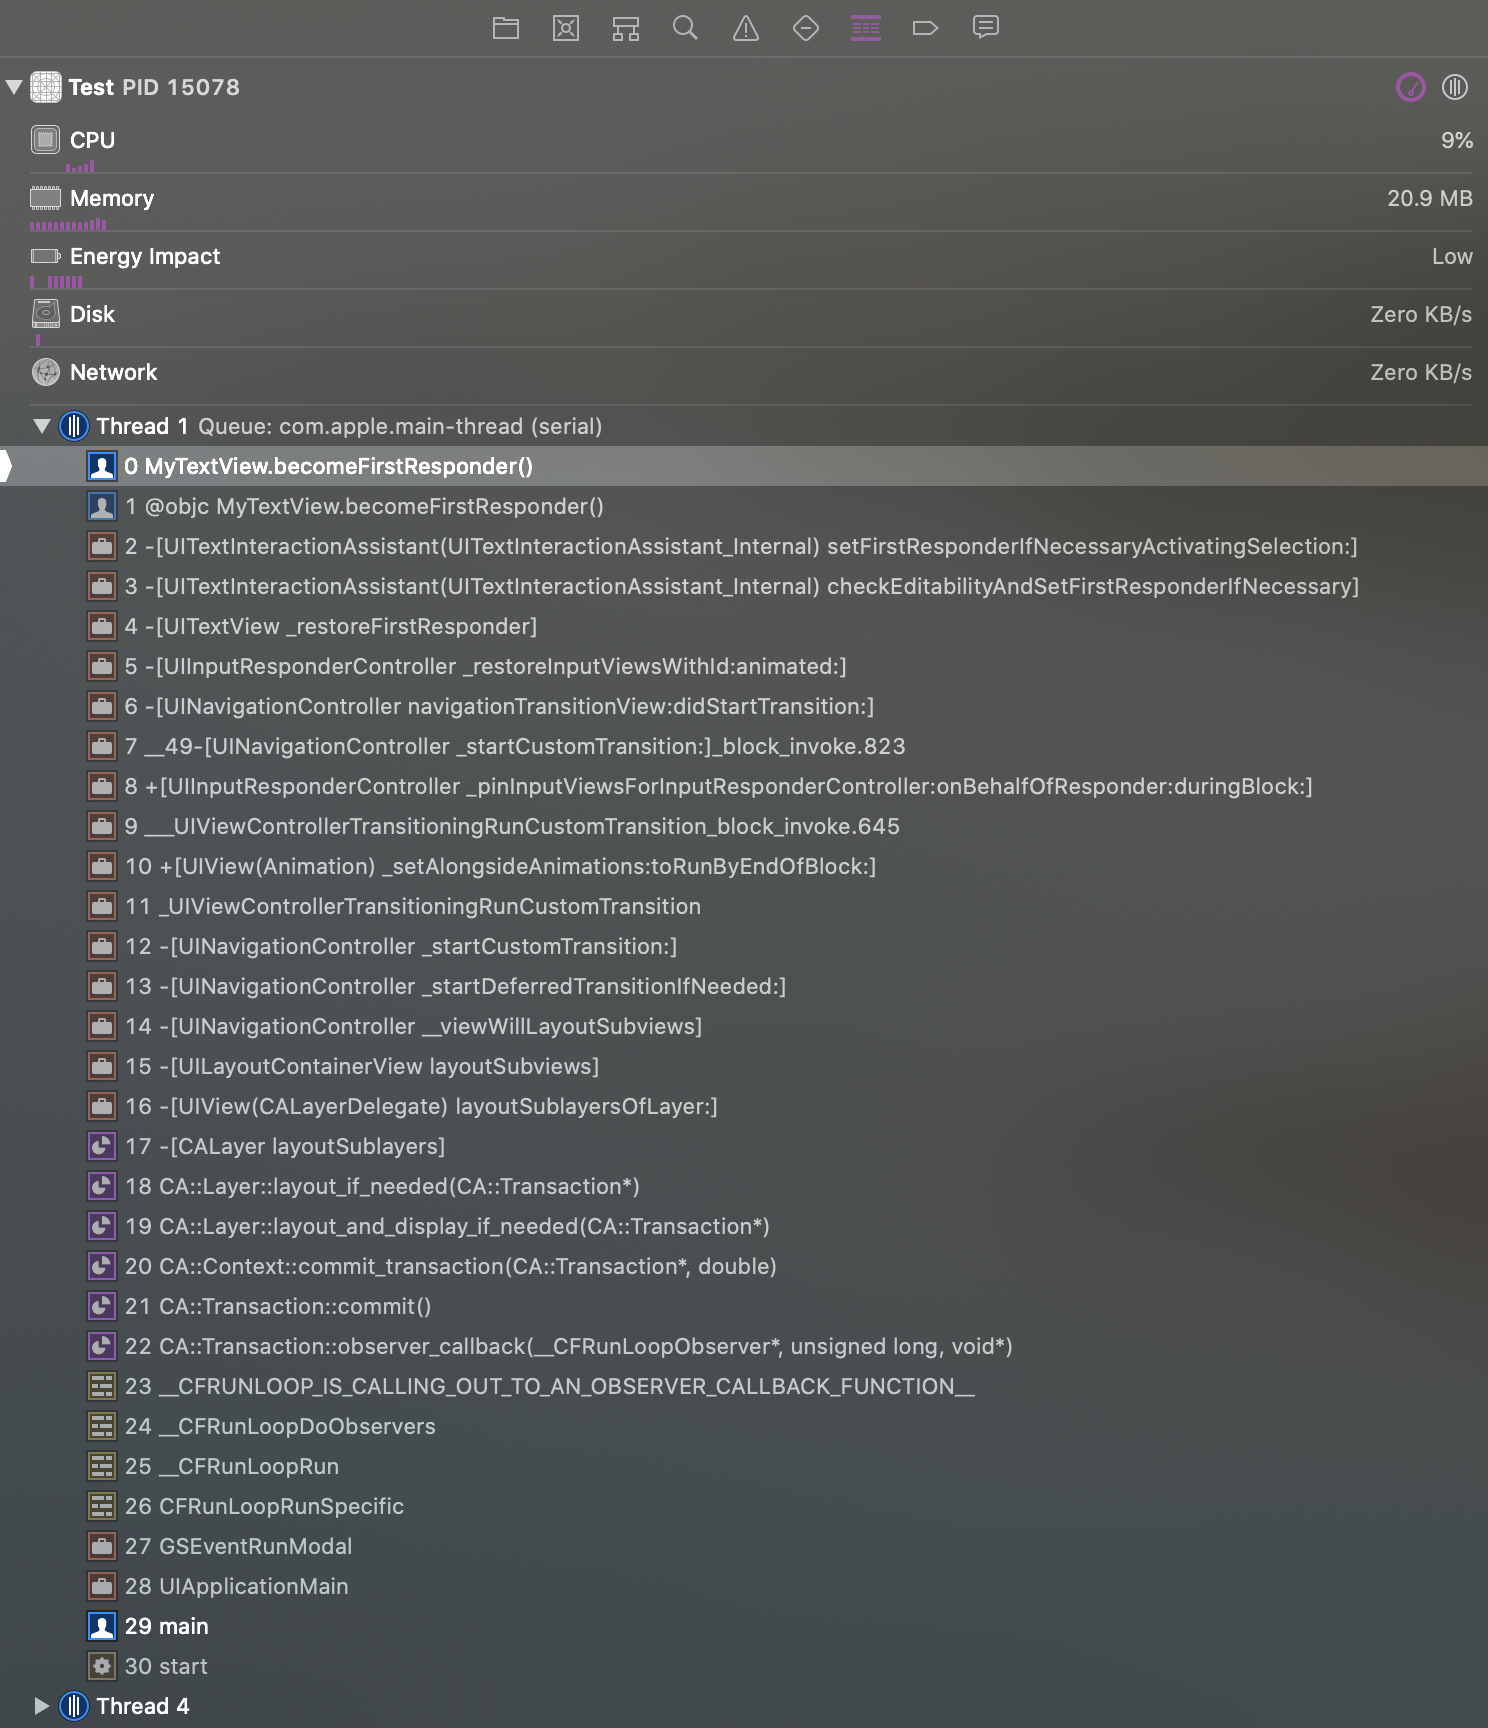 Test PID 15078
CPU 9%
Memory 20.9 MB
Energy Impact Low
Disk Zero KB/s
Network Zero KB/s
Thread 1 Queue: com.apple.main-thread (serial)
0 MyTextView.becomeFirstResponder()
1 @objc MyTextView.becomeFirstResponder()
2 -[UITextInteractionAssistant(UITextInteractionAssistant_Internal) setFirstResponderIfNecessaryActivatingSelection:]
3 -[UITextInteractionAssistant(UITextInteractionAssistant_Internal) checkEditabilityAndSetFirstResponderIfNecessary]
4 -[UITextView _restoreFirstResponder]
5 -[UIInputResponderController _restoreInputViewsWithId:animated:]
6 -[UINavigationController navigationTransitionView:didStartTransition:]
7 __49-[UINavigationController _startCustomTransition:]_block_invoke.823
8 +[UIInputResponderController _pinInputViewsForInputResponderController:onBehalfOfResponder:duringBlock:]
9 ___UIViewControllerTransitioningRunCustomTransition_block_invoke.645
10 +[UIView(Animation) _setAlongsideAnimations:toRunByEndOfBlock:]
11 _UIViewControllerTransitioningRunCustomTransition
12 -[UINavigationController _startCustomTransition:]
13 -[UINavigationController _startDeferredTransitionIfNeeded:]
14 -[UINavigationController __viewWillLayoutSubviews]
15 -[UILayoutContainerView layoutSubviews]
16 -[UIView(CALayerDelegate) layoutSublayersOfLayer:]
17 -[CALayer layoutSublayers]
18 CA::Layer::layout_if_needed(CA::Transaction*)
19 CA::Layer::layout_and_display_if_needed(CA::Transaction*)
20 CA::Context::commit_transaction(CA::Transaction*, double)
21 CA::Transaction::commit()
22 CA::Transaction::observer_callback(__CFRunLoopObserver*, unsigned long, void*)
23 __CFRUNLOOP_IS_CALLING_OUT_TO_AN_OBSERVER_CALLBACK_FUNCTION__
24 __CFRunLoopDoObservers
25 __CFRunLoopRun
26 CFRunLoopRunSpecific
27 GSEventRunModal
28 UIApplicationMain
29 main
30 start
Thread 4